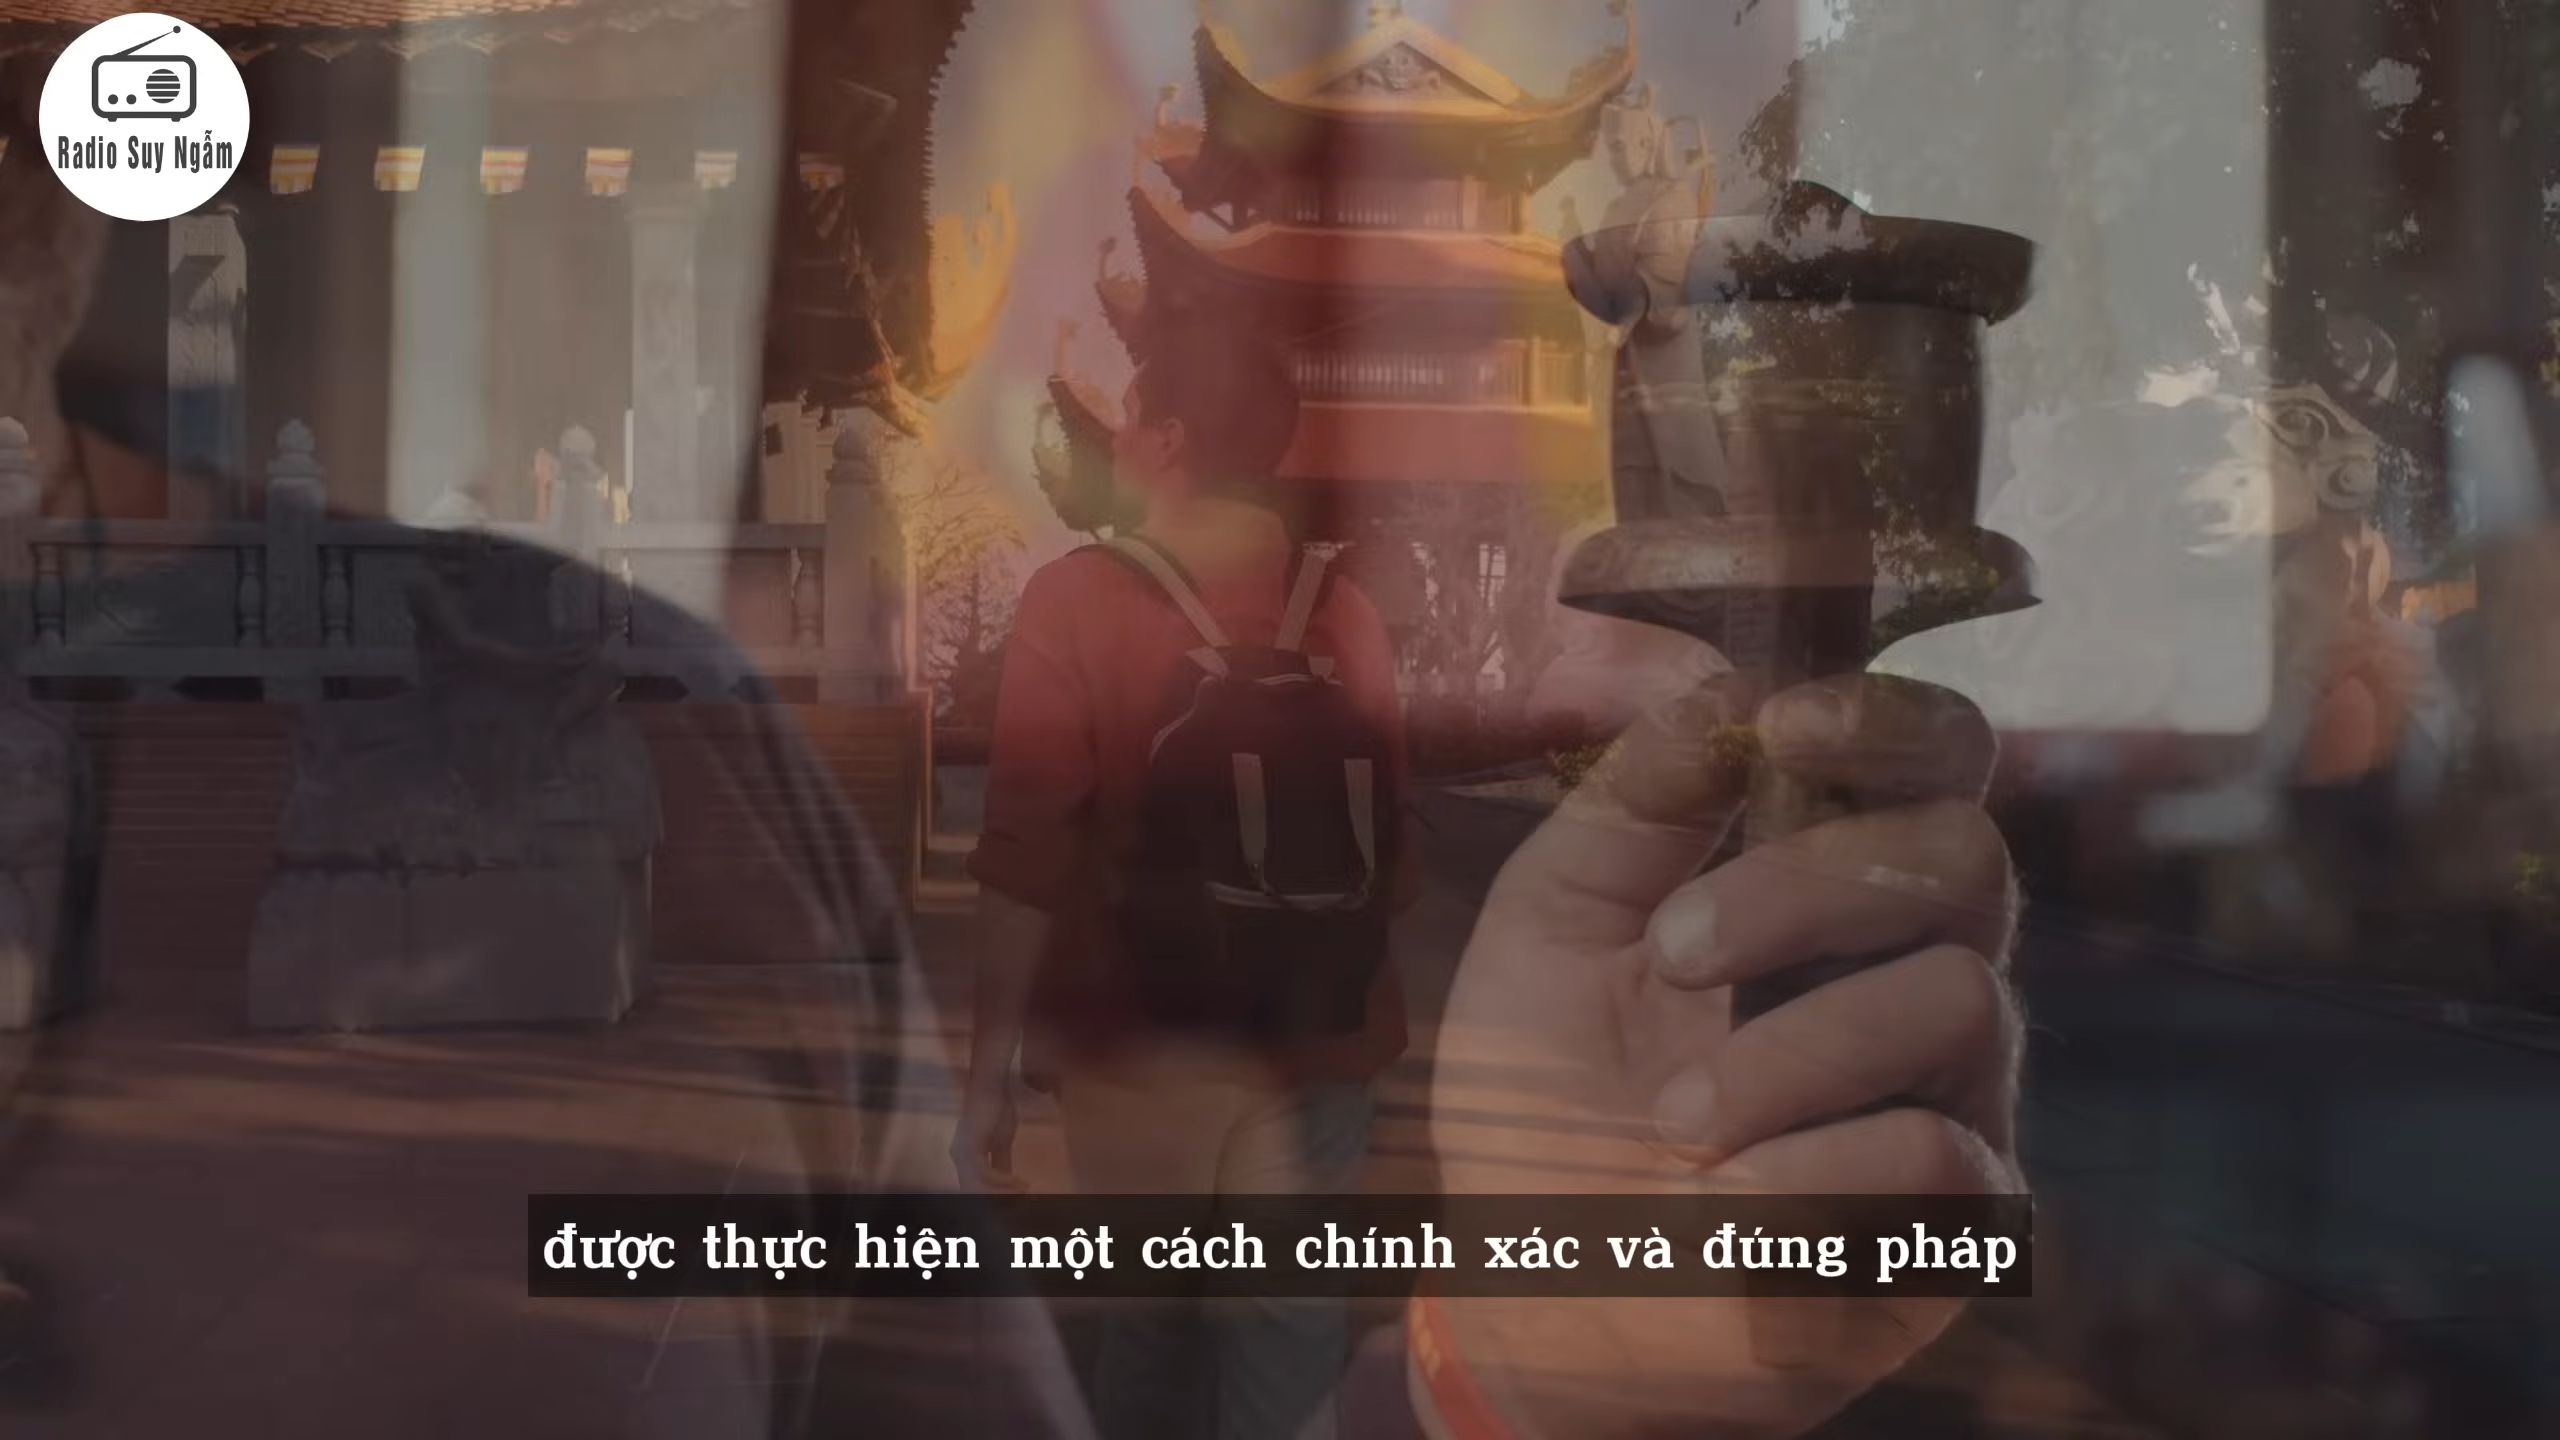 Radio Suy Ngẫm
được thực hiện một cách chính xác và đúng pháp